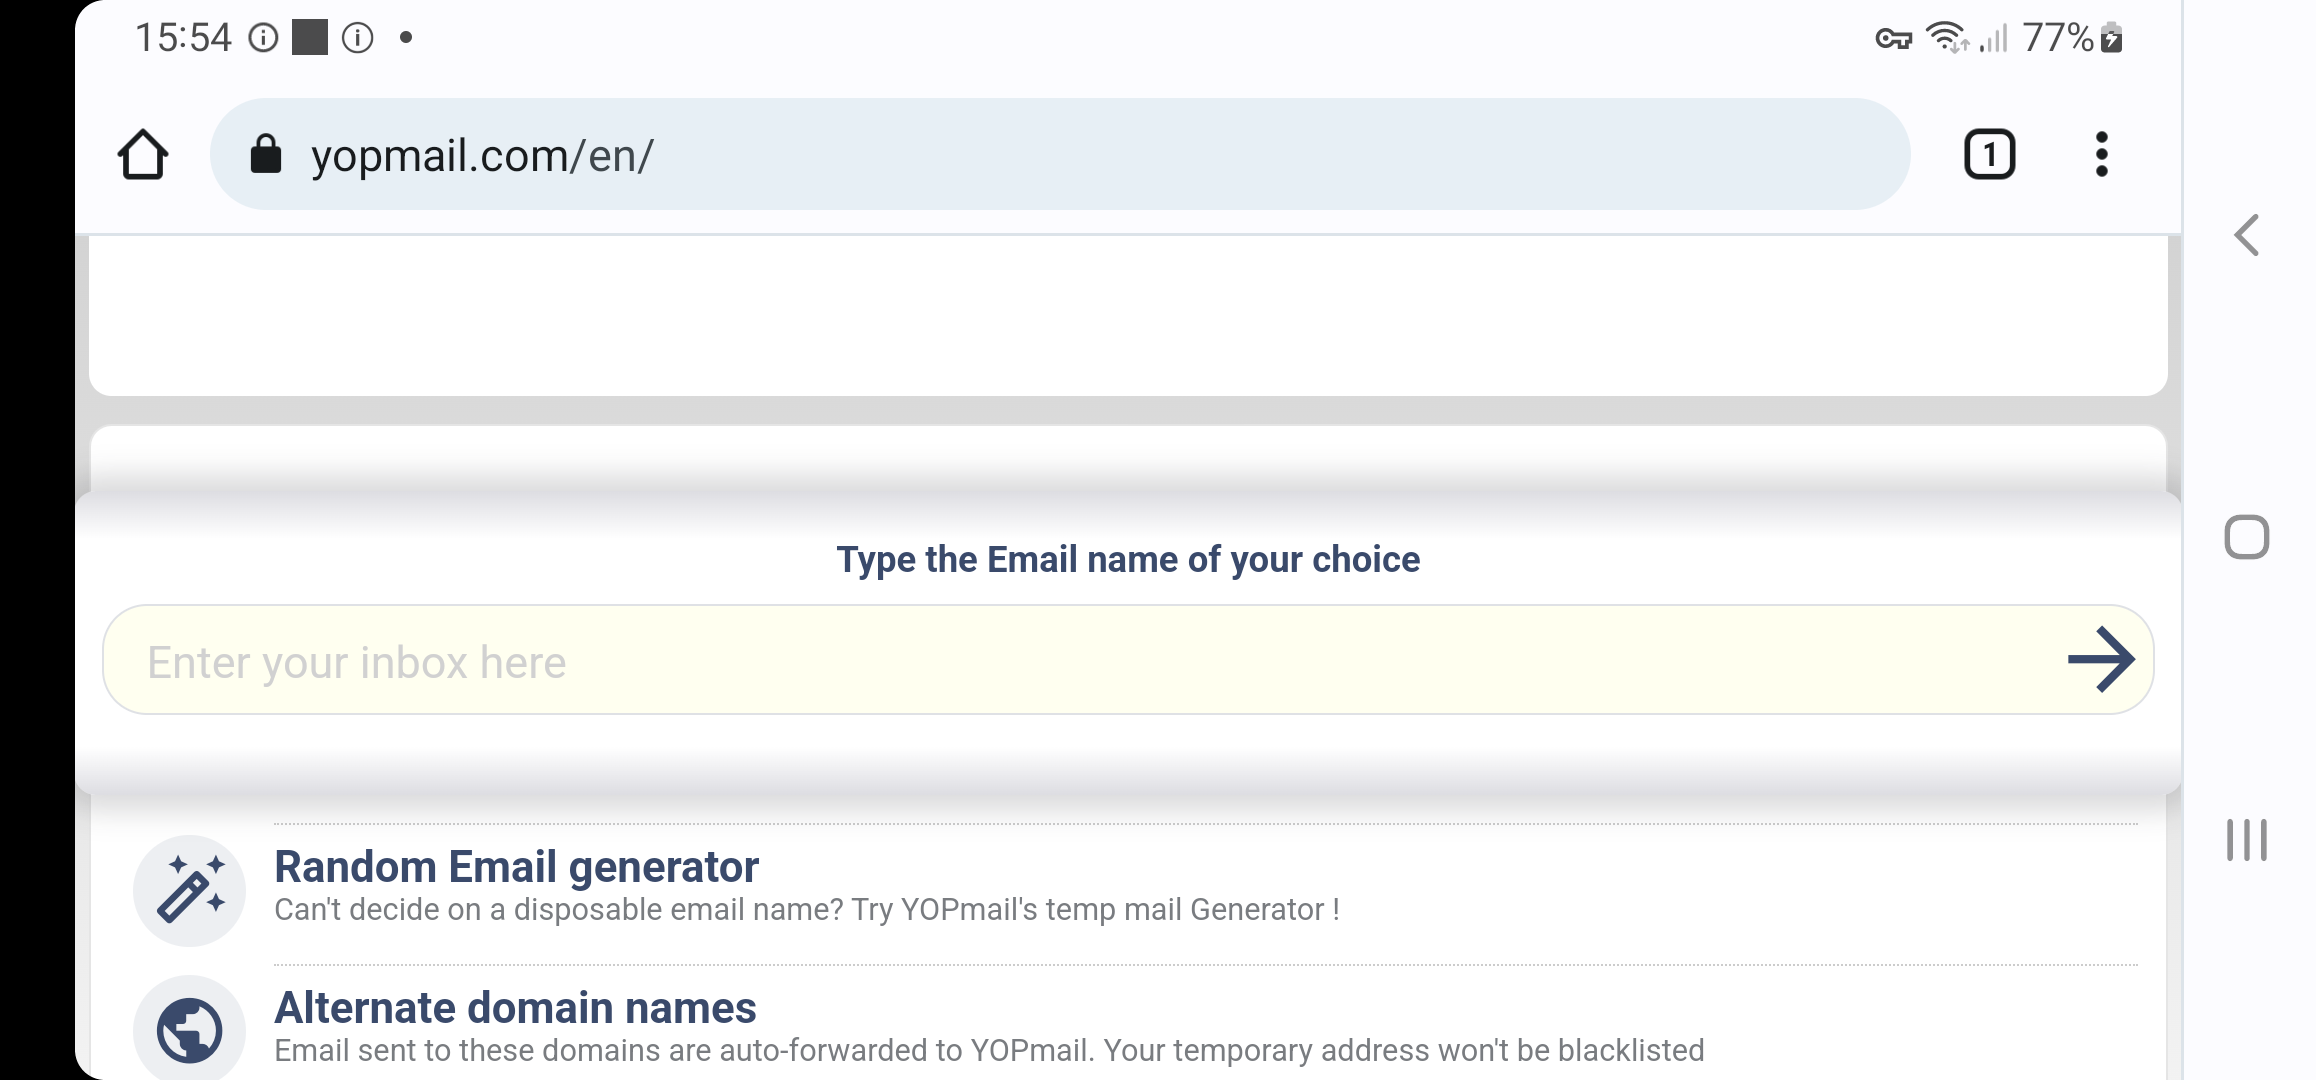 15:54
77%
yopmail.com/en/
1
Type the Email name of your choice
Enter your inbox here
Random Email generator
Can't decide on a disposable email name? Try YOPmail's temp mail Generator !
Alternate domain names
Email sent to these domains are auto-forwarded to YOPmail. Your temporary address won't be blacklisted